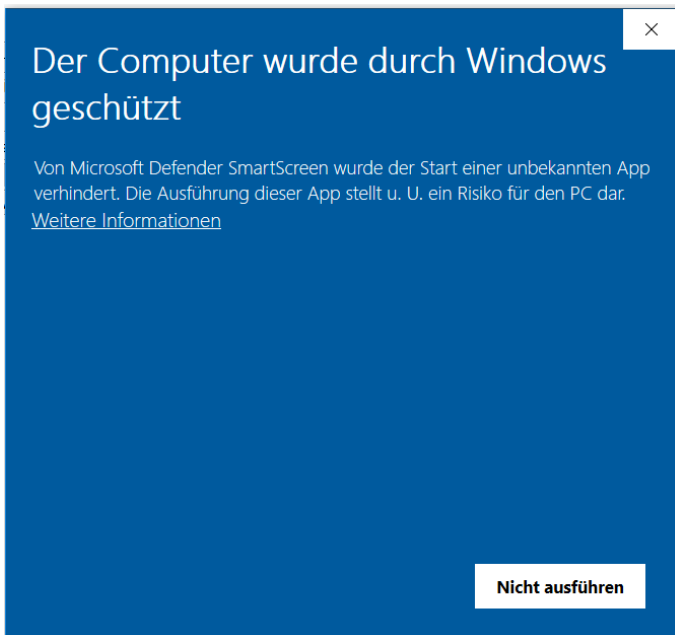 Der Computer wurde durch Windows
geschützt
Von Microsoft Defender SmartScreen wurde der Start einer unbekannten App
verhindert. Die Ausführung dieser App stellt u. U. ein Risiko für den PC dar.
Weitere Informationen
Nicht ausführen